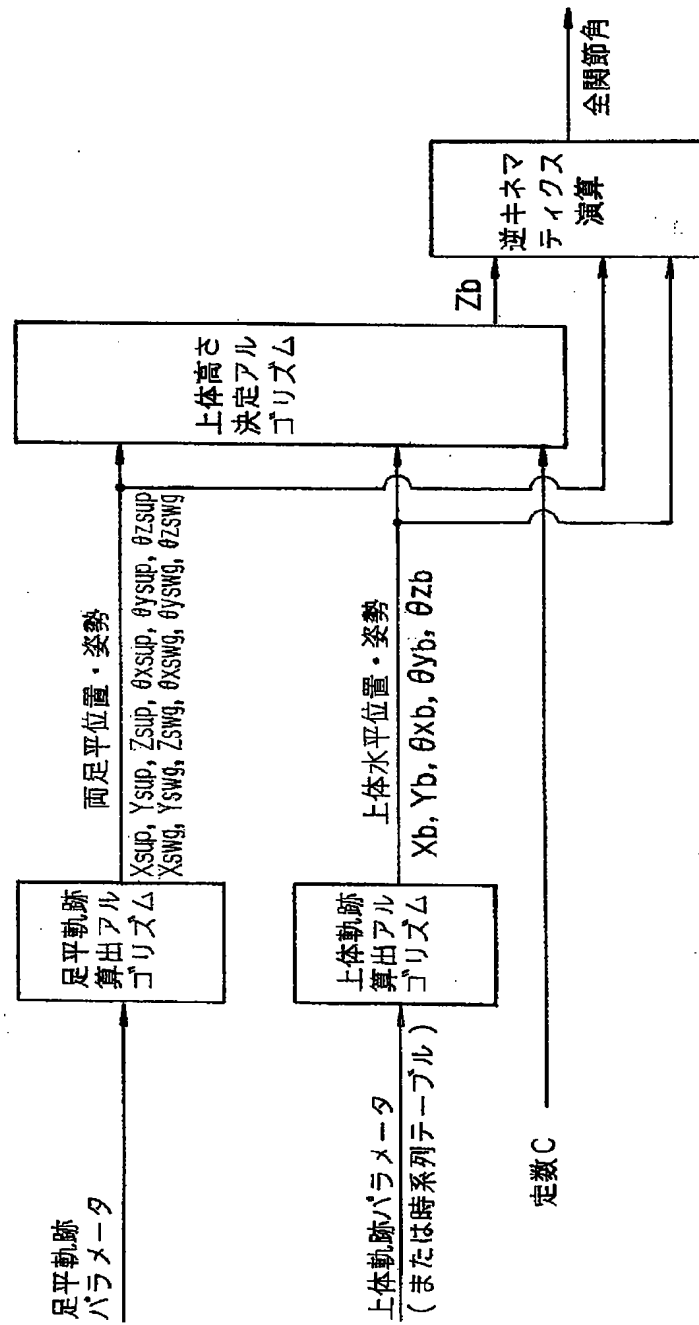 足平軌跡
パラメータ
足平軌跡
算出アル
ゴリズム
両足平位置・姿勢
Xsup, Ysup, Zsup, θxsup, θysup, θzsup
Xswg, Yswg, Zswg, θxswg, θyswg, θzswg
上体軌跡パラメータ
(または時系列テーブル)
上体軌跡
算出アル
ゴリズム
上体水平位置・姿勢
Xb, Yb, θxb, θyb, θzb
定数C
上体高さ
決定アル
ゴリズム
Zb
逆キネマ
ティクス
演算
全関節角